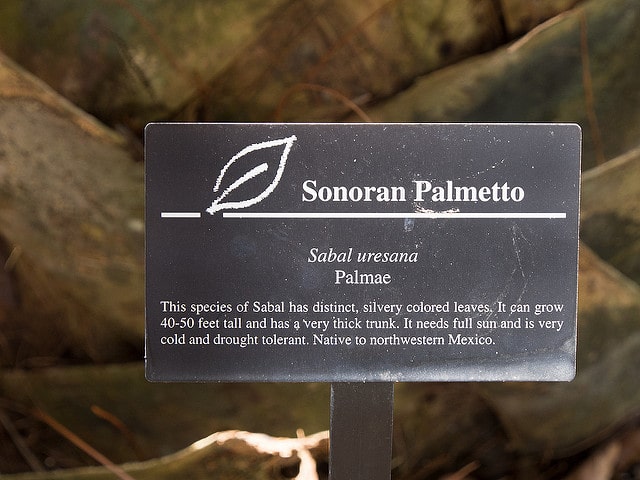 Sonoran Palmetto
Sabal uresana
Palmae
This species of Sabal has distinct, silvery colored leaves. It can grow
40-50 feet tall and has a very thick trunk. It needs full sun and is very
cold and drought tolerant. Native to northwestern Mexico.